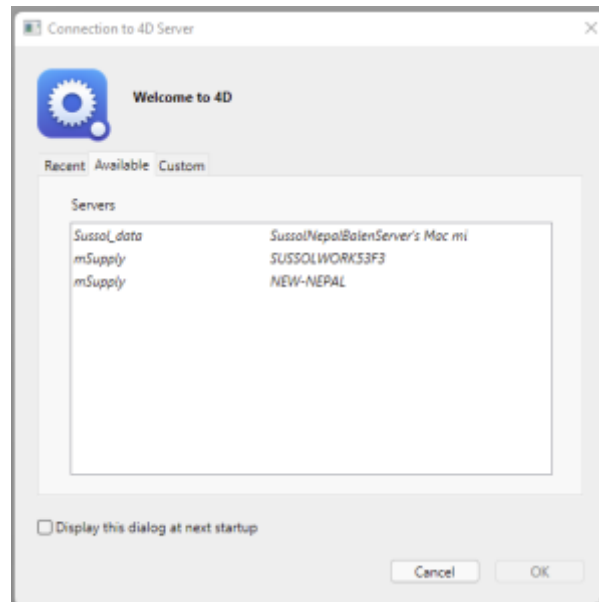 Connection to 4D Server
Welcome to 4D
Recent Available Custom
Servers
Sussol_data SussolNepalBalenServer's Mac mi
mSupply SUSSOLWORK53F3
mSupply NEW-NEPAL
Display this dialog at next startup
Cancel OK